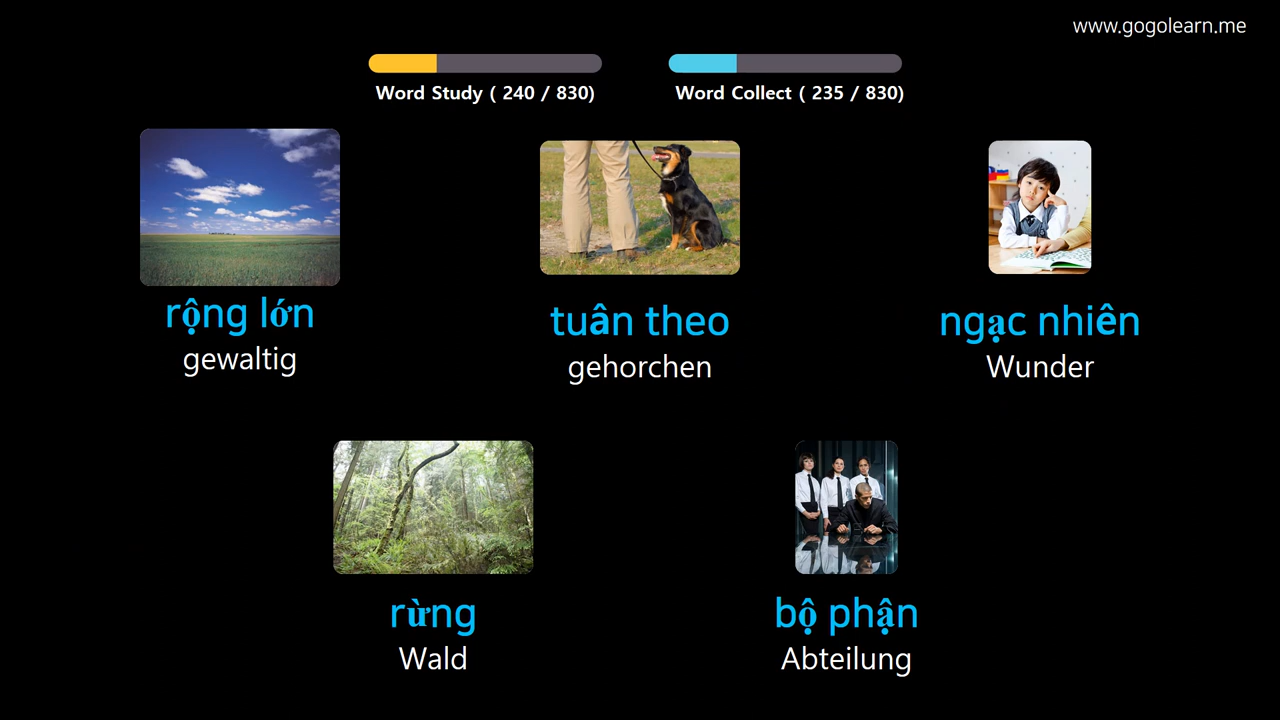 www.gogolearn.me
Word Study ( 240 / 830)
Word Collect ( 235 / 830)
rộng lớn
gewaltig
tuân theo
gehorchen
ngạc nhiên
Wunder
rừng
Wald
bộ phận
Abteilung